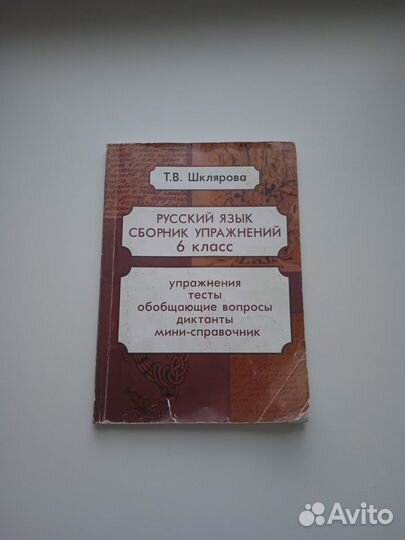 Т.В. Шклярова
РУССКИЙ ЯЗЫК
СБОРНИК УПРАЖНЕНИЙ
6 класс
упражнения
тесты
обобщающие вопросы
диктанты
мини-справочник
Avito